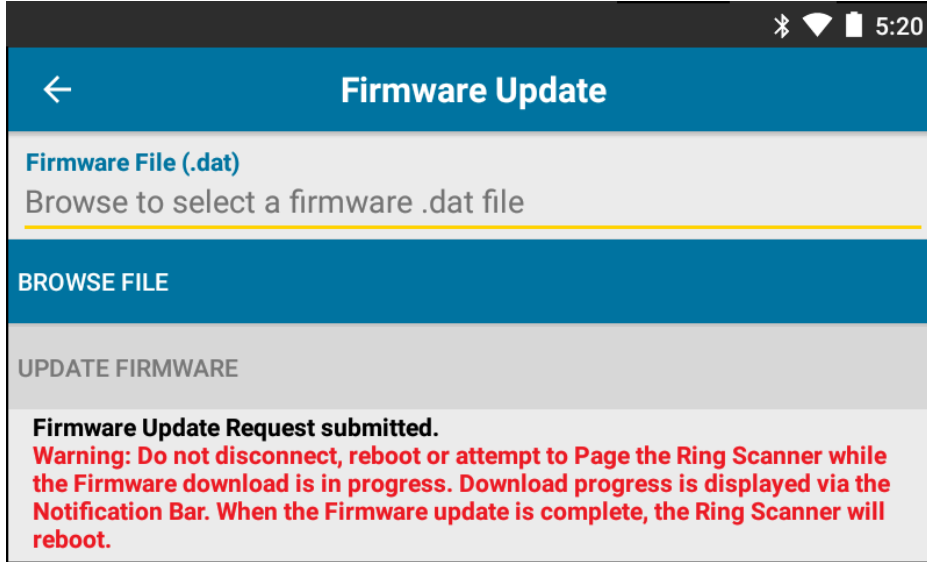 5:20
Firmware Update
Firmware File (.dat)
Browse to select a firmware .dat file
BROWSE FILE
UPDATE FIRMWARE
Firmware Update Request submitted.
Warning: Do not disconnect, reboot or attempt to Page the Ring Scanner while
the Firmware download is in progress. Download progress is displayed via the
Notification Bar. When the Firmware update is complete, the Ring Scanner will
reboot.